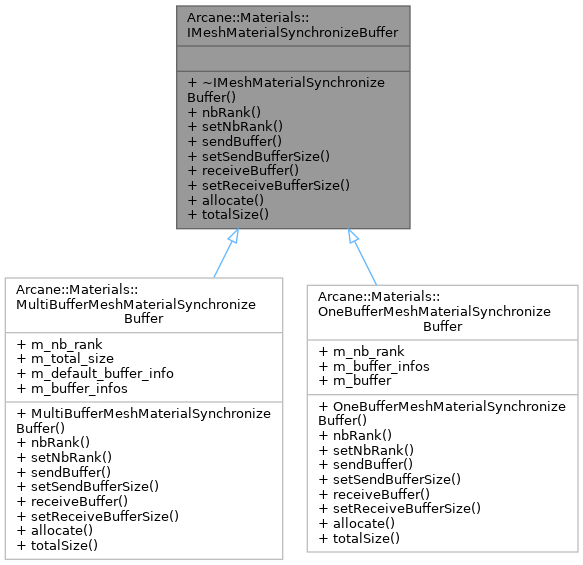 Arcane::Materials::
IMeshMaterialSynchronizeBuffer
+ ~IMeshMaterialSynchronize
Buffer()
+ nbRank()
+ setNbRank()
+ sendBuffer()
+ setSendBufferSize()
+ receiveBuffer()
+ setReceiveBufferSize()
+ allocate()
+ totalSize()
Arcane::Materials::
MultiBufferMeshMaterialSynchronize
Buffer
+ m_nb_rank
+ m_total_size
+ m_default_buffer_info
+ m_buffer_infos
+ MultiBufferMeshMaterialSynchronize
Buffer()
+ nbRank()
+ setNbRank()
+ sendBuffer()
+ setSendBufferSize()
+ receiveBuffer()
+ setReceiveBufferSize()
+ allocate()
+ totalSize()
Arcane::Materials::
OneBufferMeshMaterialSynchronize
Buffer
+ m_nb_rank
+ m_buffer_infos
+ m_buffer
+ OneBufferMeshMaterialSynchronize
Buffer()
+ nbRank()
+ setNbRank()
+ sendBuffer()
+ setSendBufferSize()
+ receiveBuffer()
+ setReceiveBufferSize()
+ allocate()
+ totalSize()